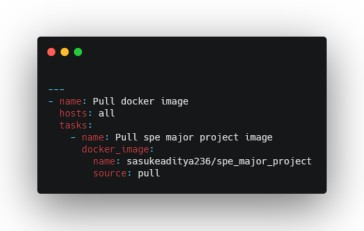 ---
- name: Pull docker image
  hosts: all
  tasks:
    - name: Pull spe major project image
      docker_image:
        name: sasukeaditya236/spe_major_project
        source: pull